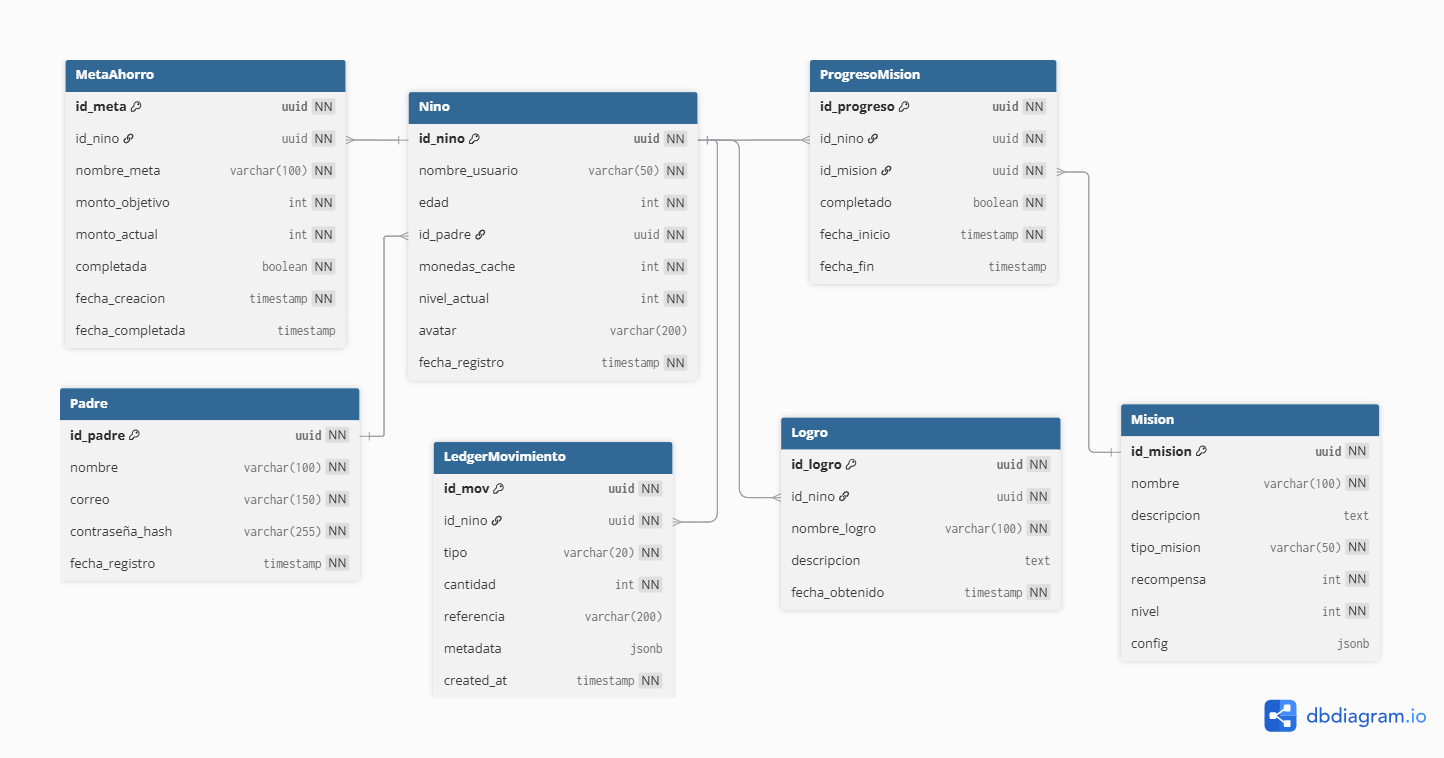 MetaAhorro
id_meta uuid NN
id_nino uuid NN
nombre_meta varchar(100) NN
monto_objetivo int NN
monto_actual int NN
completada boolean NN
fecha_creacion timestamp NN
fecha_completada timestamp
Nino
id_nino uuid NN
nombre_usuario varchar(50) NN
edad int NN
id_padre uuid NN
monedas_cache int NN
nivel_actual int NN
avatar varchar(200)
fecha_registro timestamp NN
ProgresoMision
id_progreso uuid NN
id_nino uuid NN
id_mision uuid NN
completado boolean NN
fecha_inicio timestamp NN
fecha_fin timestamp
Padre
id_padre uuid NN
nombre varchar(100) NN
correo varchar(150) NN
contraseña_hash varchar(255) NN
fecha_registro timestamp NN
LedgerMovimiento
id_mov uuid NN
id_nino uuid NN
tipo varchar(20) NN
cantidad int NN
referencia varchar(200)
metadata jsonb
created_at timestamp NN
Logro
id_logro uuid NN
id_nino uuid NN
nombre_logro varchar(100) NN
descripcion text
fecha_obtenido timestamp NN
Mision
id_mision uuid NN
nombre varchar(100) NN
descripcion text
tipo_mision varchar(50) NN
recompensa int NN
nivel int NN
config jsonb
dbdiagram.io